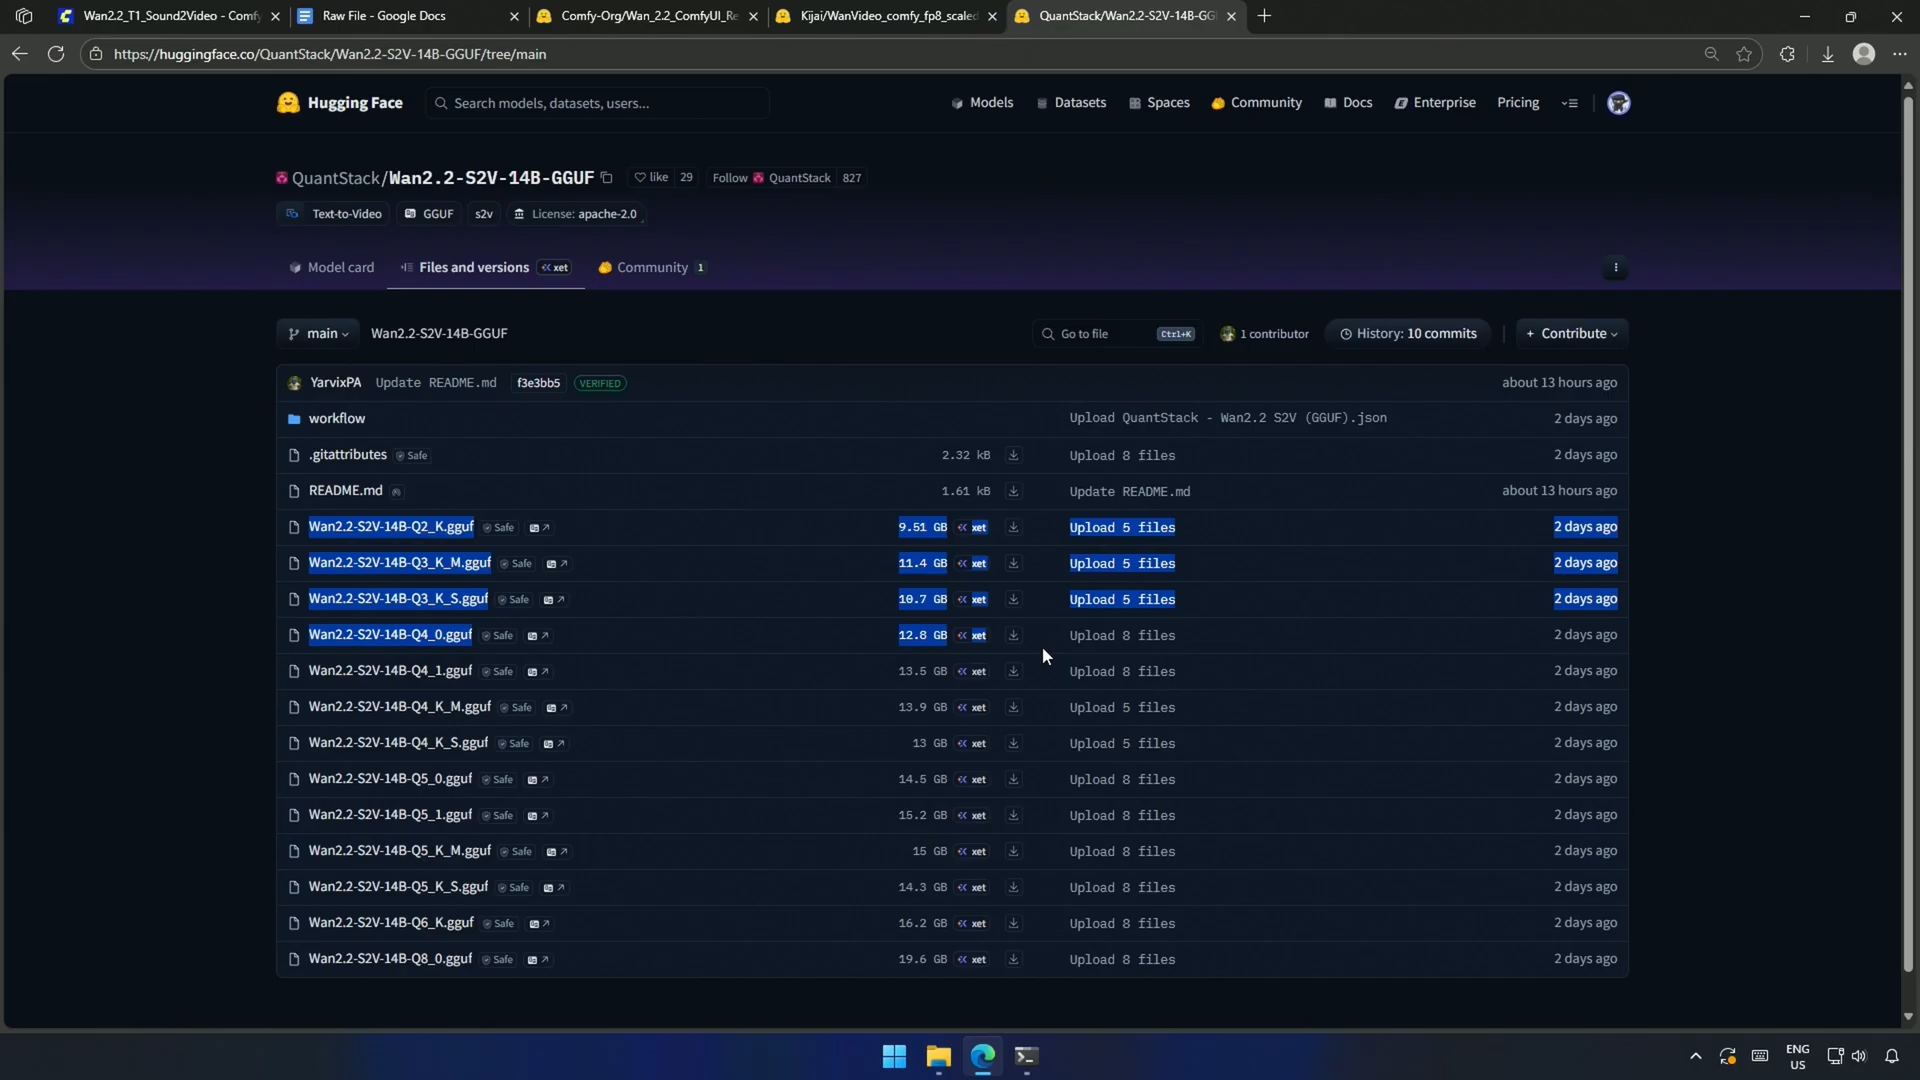 Wan2.2_T1_Sound2Video - Comfy
Raw File - Google Docs
Comfy-Org/Wan_2.2_ComfyUI_Re
Kijai/WanVideo_comfy_fp8_scaled
QuantStack/Wan2.2-S2V-14B-GG
https://huggingface.co/QuantStack/Wan2.2-S2V-14B-GGUF/tree/main
Hugging Face
Search models, datasets, users...
Models
Datasets
Spaces
Community
Docs
Enterprise
Pricing
QuantStack/Wan2.2-S2V-14B-GGUF
like 29
Follow QuantStack 827
Text-to-Video
GGUF
s2v
License: apache-2.0
Model card
Files and versions xet
Community 1
main
Wan2.2-S2V-14B-GGUF
Go to file Ctrl+K
1 contributor
History: 10 commits
+ Contribute
YarvixPA Update README.md f3e3bb5 VERIFIED about 13 hours ago
workflow Upload QuantStack - Wan2.2 S2V (GGUF).json 2 days ago
.gitattributes Safe 2.32 kB Upload 8 files 2 days ago
README.md 1.61 kB Update README.md about 13 hours ago
Wan2.2-S2V-14B-Q2_K.gguf Safe 9.51 GB xet Upload 5 files 2 days ago
Wan2.2-S2V-14B-Q3_K_M.gguf Safe 11.4 GB xet Upload 5 files 2 days ago
Wan2.2-S2V-14B-Q3_K_S.gguf Safe 10.7 GB xet Upload 5 files 2 days ago
Wan2.2-S2V-14B-Q4_0.gguf Safe 12.8 GB xet Upload 8 files 2 days ago
Wan2.2-S2V-14B-Q4_1.gguf Safe 13.5 GB xet Upload 8 files 2 days ago
Wan2.2-S2V-14B-Q4_K_M.gguf Safe 13.9 GB xet Upload 5 files 2 days ago
Wan2.2-S2V-14B-Q4_K_S.gguf Safe 13 GB xet Upload 5 files 2 days ago
Wan2.2-S2V-14B-Q5_0.gguf Safe 14.5 GB xet Upload 8 files 2 days ago
Wan2.2-S2V-14B-Q5_1.gguf Safe 15.2 GB xet Upload 8 files 2 days ago
Wan2.2-S2V-14B-Q5_K_M.gguf Safe 15 GB xet Upload 8 files 2 days ago
Wan2.2-S2V-14B-Q5_K_S.gguf Safe 14.3 GB xet Upload 8 files 2 days ago
Wan2.2-S2V-14B-Q6_K.gguf Safe 16.2 GB xet Upload 8 files 2 days ago
Wan2.2-S2V-14B-Q8_0.gguf Safe 19.6 GB xet Upload 8 files 2 days ago
ENG
US